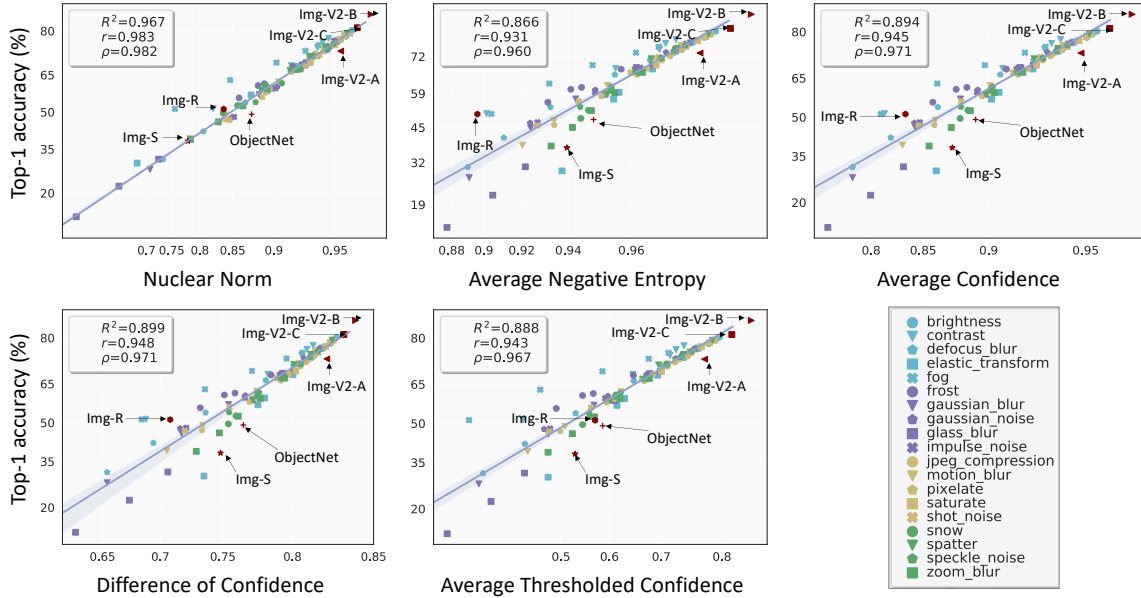 Top-1 accuracy (%)
80
65
50
35
20
R²=0.967
r=0.983
ρ=0.982
Img-V2-B
Img-V2-C
Img-V2-A
Img-R
Img-S
ObjectNet
0.7
0.75
0.8
0.85
0.9
0.95
Nuclear Norm
72
60
45
32
19
R²=0.866
r=0.931
ρ=0.960
Img-V2-B
Img-V2-C
Img-V2-A
Img-R
ObjectNet
Img-S
0.88
0.9
0.92
0.94
0.96
Average Negative Entropy
80
65
50
35
20
R²=0.894
r=0.945
ρ=0.971
Img-V2-B
Img-V2-C
Img-V2-A
Img-R
ObjectNet
Img-S
0.8
0.9
0.95
Average Confidence
Top-1 accuracy (%)
80
65
50
35
20
R²=0.899
r=0.948
ρ=0.971
Img-V2-B
Img-V2-C
Img-V2-A
Img-R
ObjectNet
Img-S
0.65
0.7
0.8
0.85
Difference of Confidence
80
65
50
35
20
R²=0.888
r=0.943
ρ=0.967
Img-V2-B
Img-V2-C
Img-V2-A
Img-R
ObjectNet
Img-S
0.5
0.6
0.7
0.8
Average Thresholded Confidence
brightness
contrast
defocus_blur
elastic_transform
fog
frost
gaussian_blur
gaussian_noise
glass_blur
impulse_noise
jpeg_compression
motion_blur
pixelate
saturate
shot_noise
snow
spatter
speckle_noise
zoom_blur